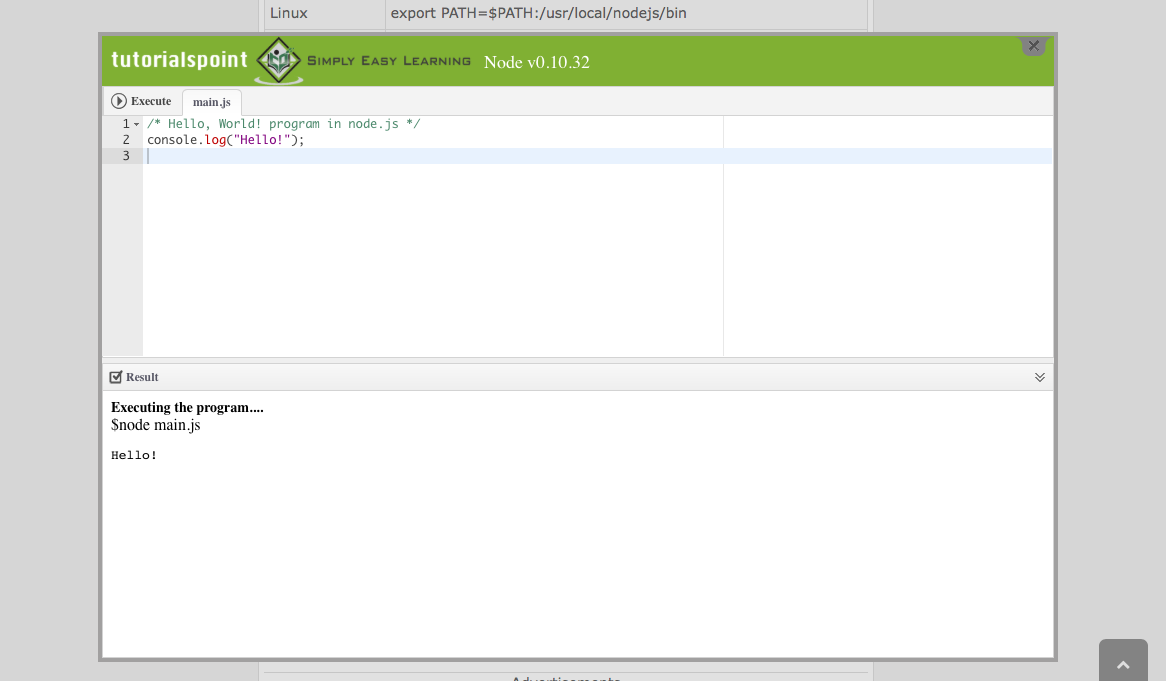 Linux export PATH=$PATH:/usr/local/nodejs/bin
tutorialspoint SIMPLY EASY LEARNING Node v0.10.32
Execute main.js
1 /* Hello, World! program in node.js */
2 console.log("Hello!");
3
Result
Executing the program....
$node main.js
Hello!
Advertisements